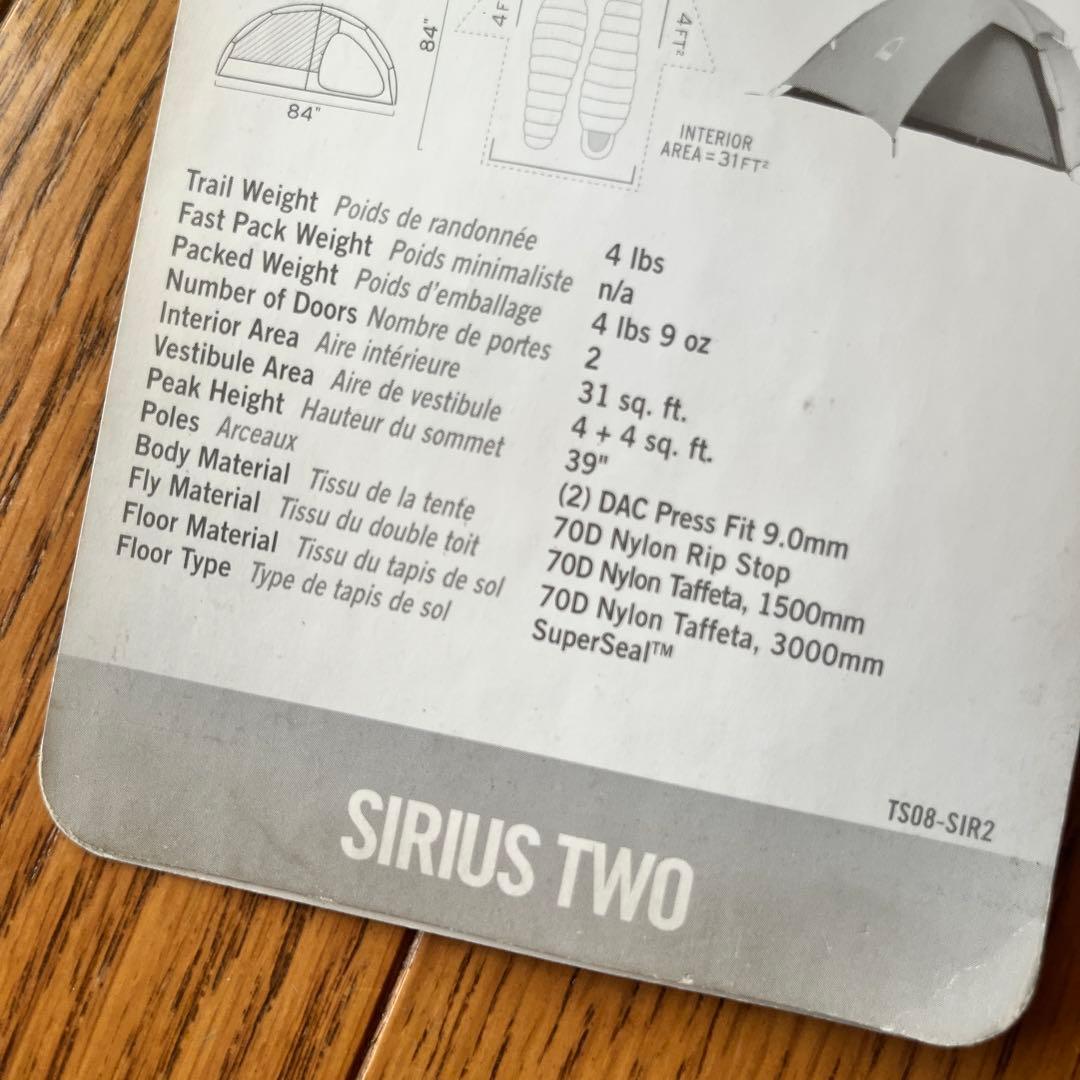 84"
84"
4 F
4 FT²
INTERIOR
AREA = 31 FT²
Trail Weight Poids de randonnée 4 lbs
Fast Pack Weight Poids minimaliste n/a
Packed Weight Poids d'emballage 4 lbs 9 oz
Number of Doors Nombre de portes 2
Interior Area Aire intérieure 31 sq. ft.
Vestibule Area Aire de vestibule 4 + 4 sq. ft.
Peak Height Hauteur du sommet 39"
Poles Arceaux (2) DAC Press Fit 9.0mm
Body Material Tissu de la tente 70D Nylon Rip Stop
Fly Material Tissu du double toit 70D Nylon Taffeta, 1500mm
Floor Material Tissu du tapis de sol 70D Nylon Taffeta, 3000mm
Floor Type Type de tapis de sol SuperSeal™
TS08-SIR2
SIRIUS TWO